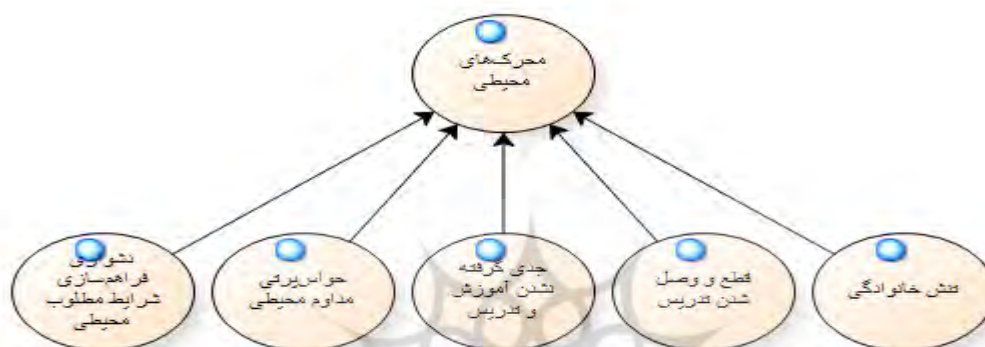 محرک‌های
محیطی
تنش خانوادگی
قطع و وصل
شدن تدریس
جدی گرفته
نشدن آموزش
و تدریس
حواس‌پرتی
مداوم محیطی
دشواری
فراهم‌سازی
شرایط مطلوب
محیطی